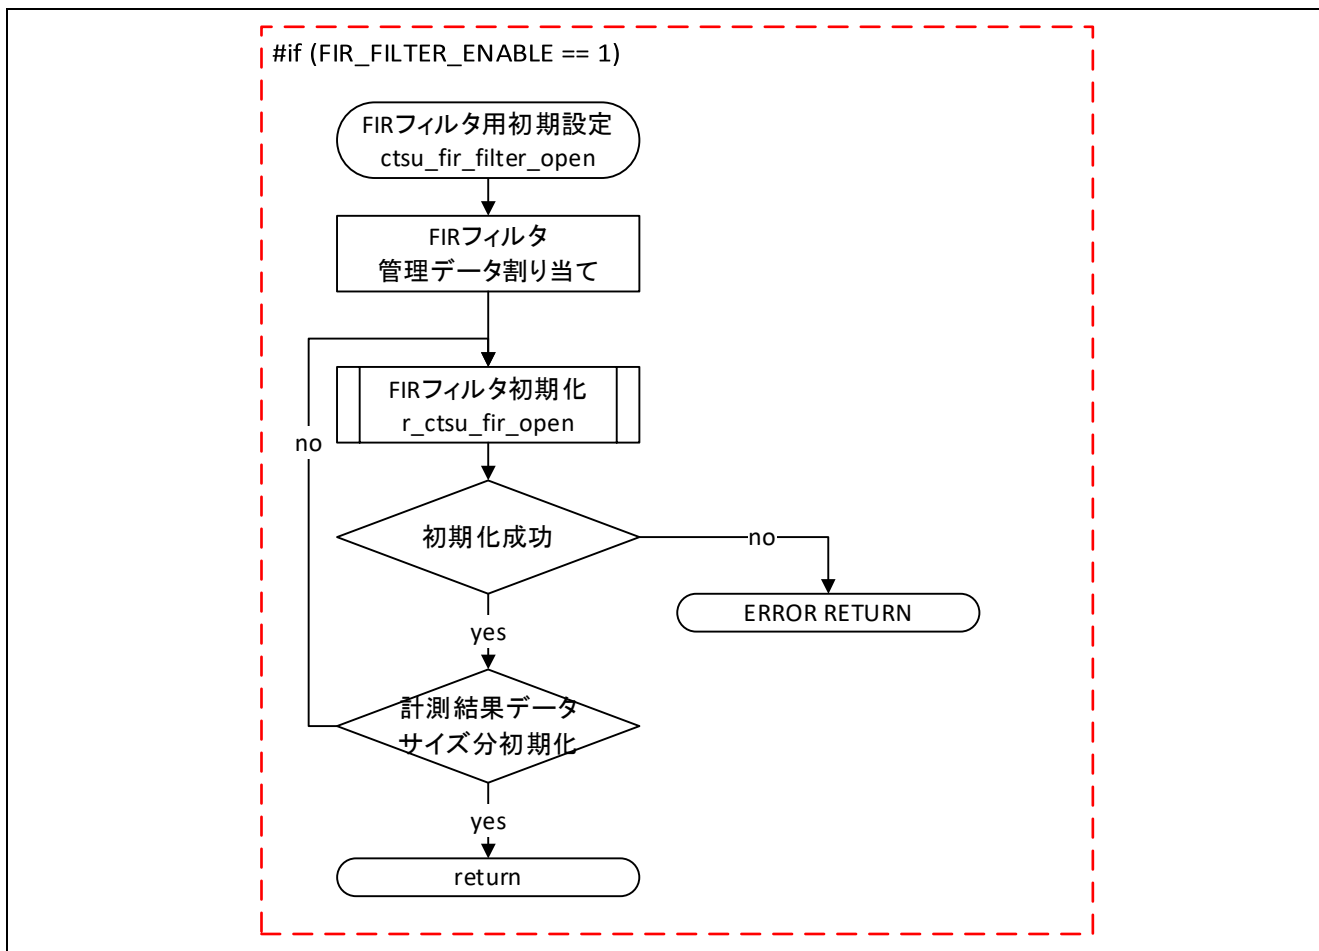 #if (FIR_FILTER_ENABLE == 1)
FIRフィルタ用初期設定
ctsu_fir_filter_open
FIRフィルタ
管理データ割り当て
FIRフィルタ初期化
r_ctsu_fir_open
no
初期化成功
no
ERROR RETURN
yes
計測結果データ
サイズ分初期化
yes
return